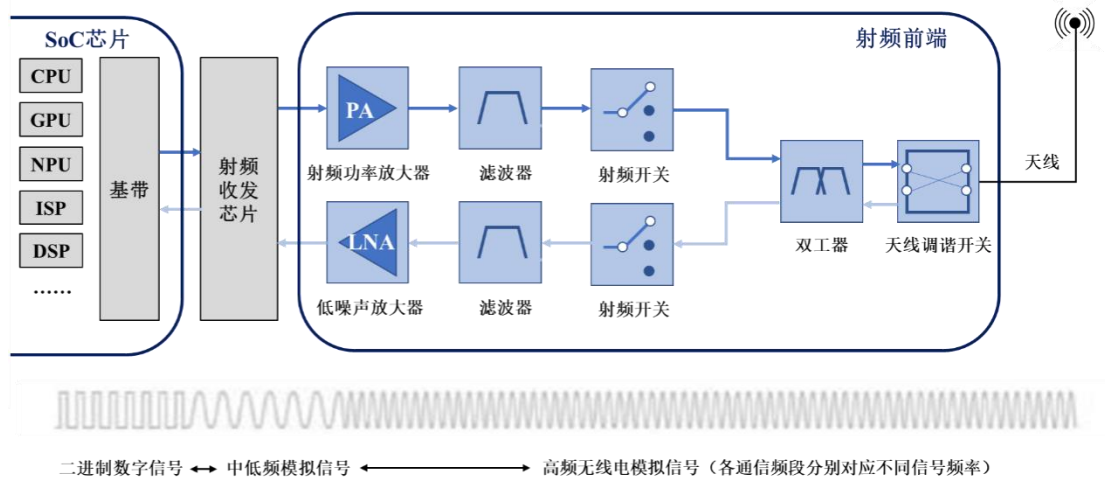 SoC芯片
CPU
GPU
NPU
ISP
DSP
……
基带
射频
收发
芯片
射频前端
PA
射频功率放大器
滤波器
射频开关
LNA
低噪声放大器
滤波器
射频开关
双工器
天线调谐开关
天线
二进制数字信号
中低频模拟信号
高频无线电模拟信号（各通信频段分别对应不同信号频率）